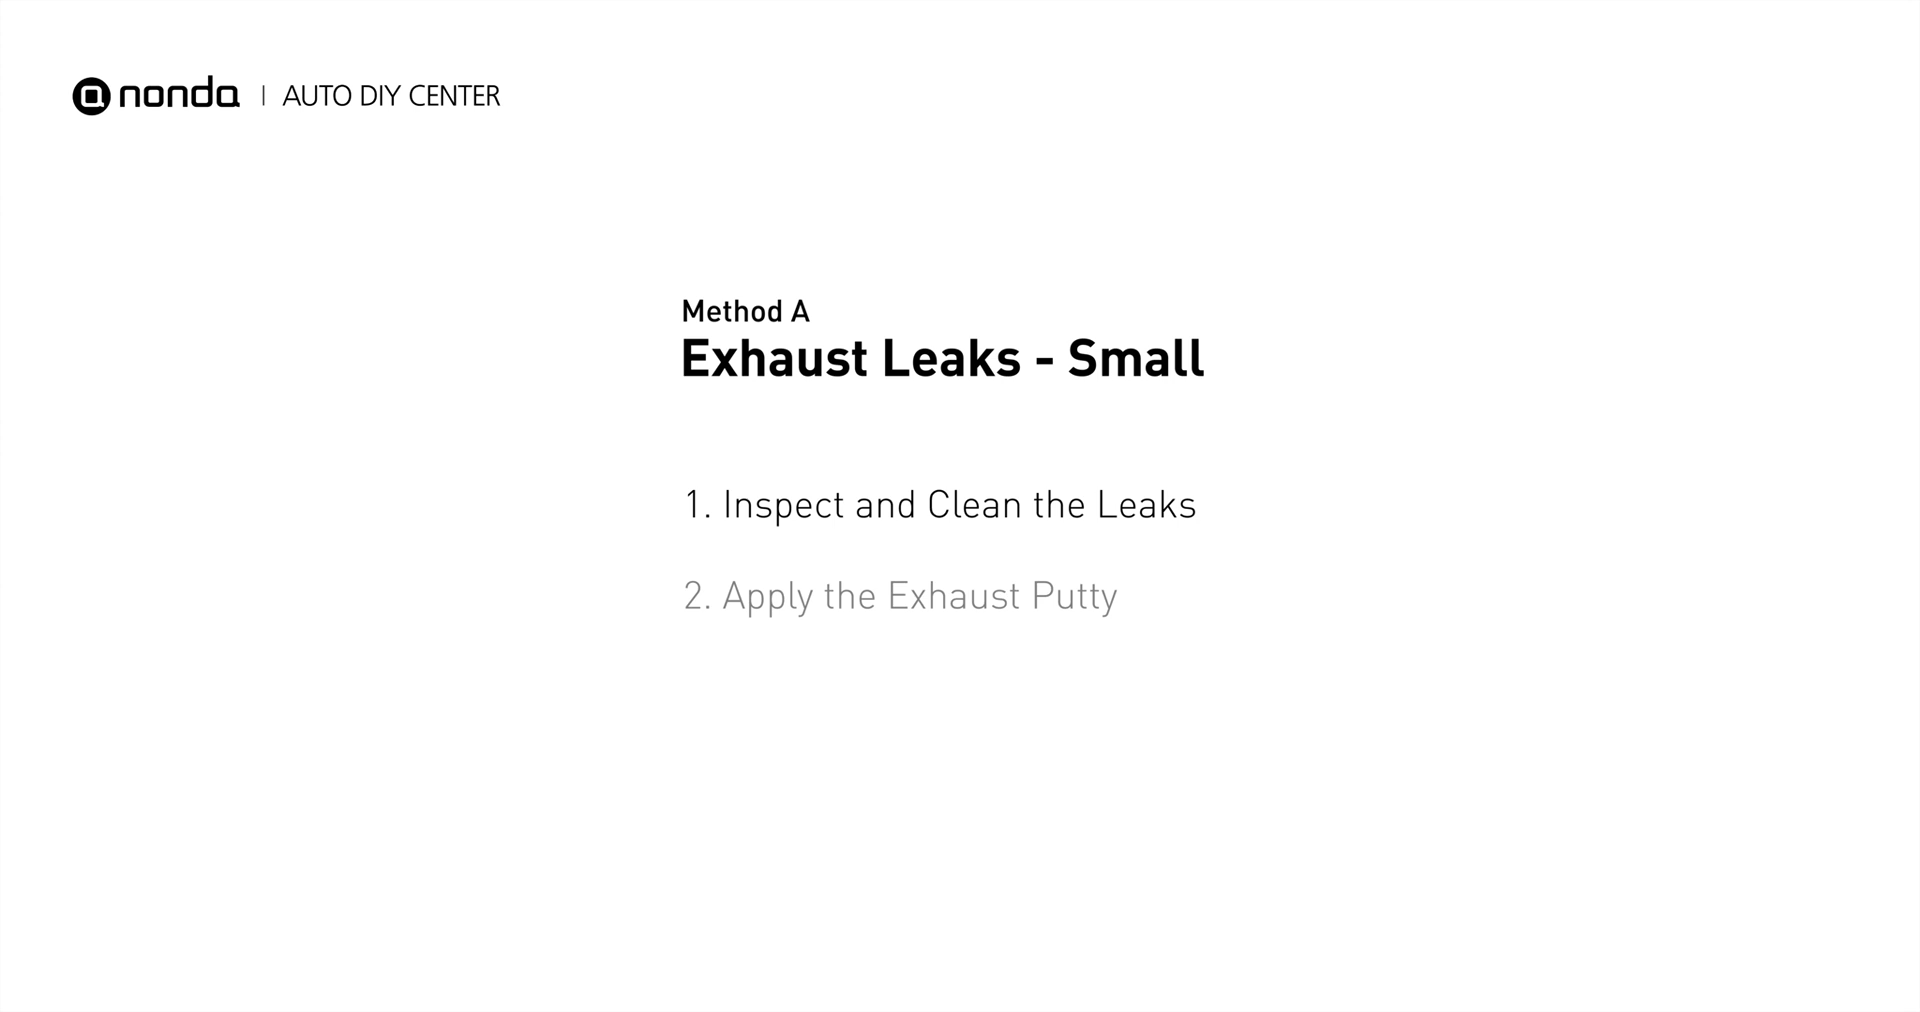 nonda | AUTO DIY CENTER
Method A
Exhaust Leaks - Small
1. Inspect and Clean the Leaks
2. Apply the Exhaust Putty